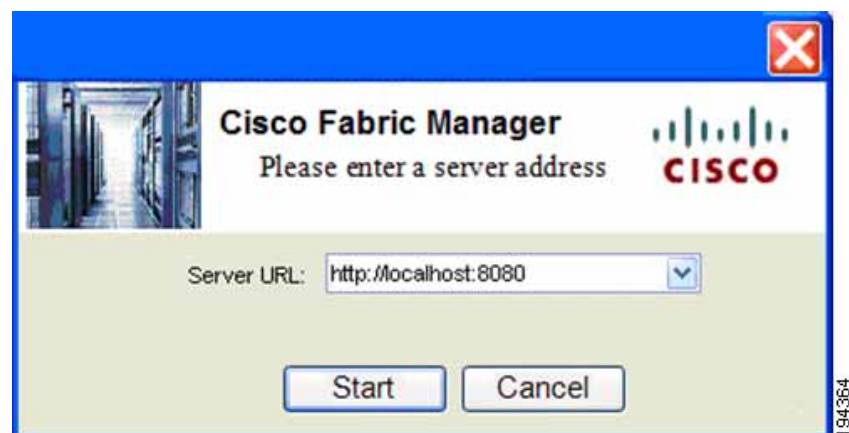 Cisco Fabric Manager
Please enter a server address
CISCO
Server URL: http://localhost:8080
Start Cancel
194364